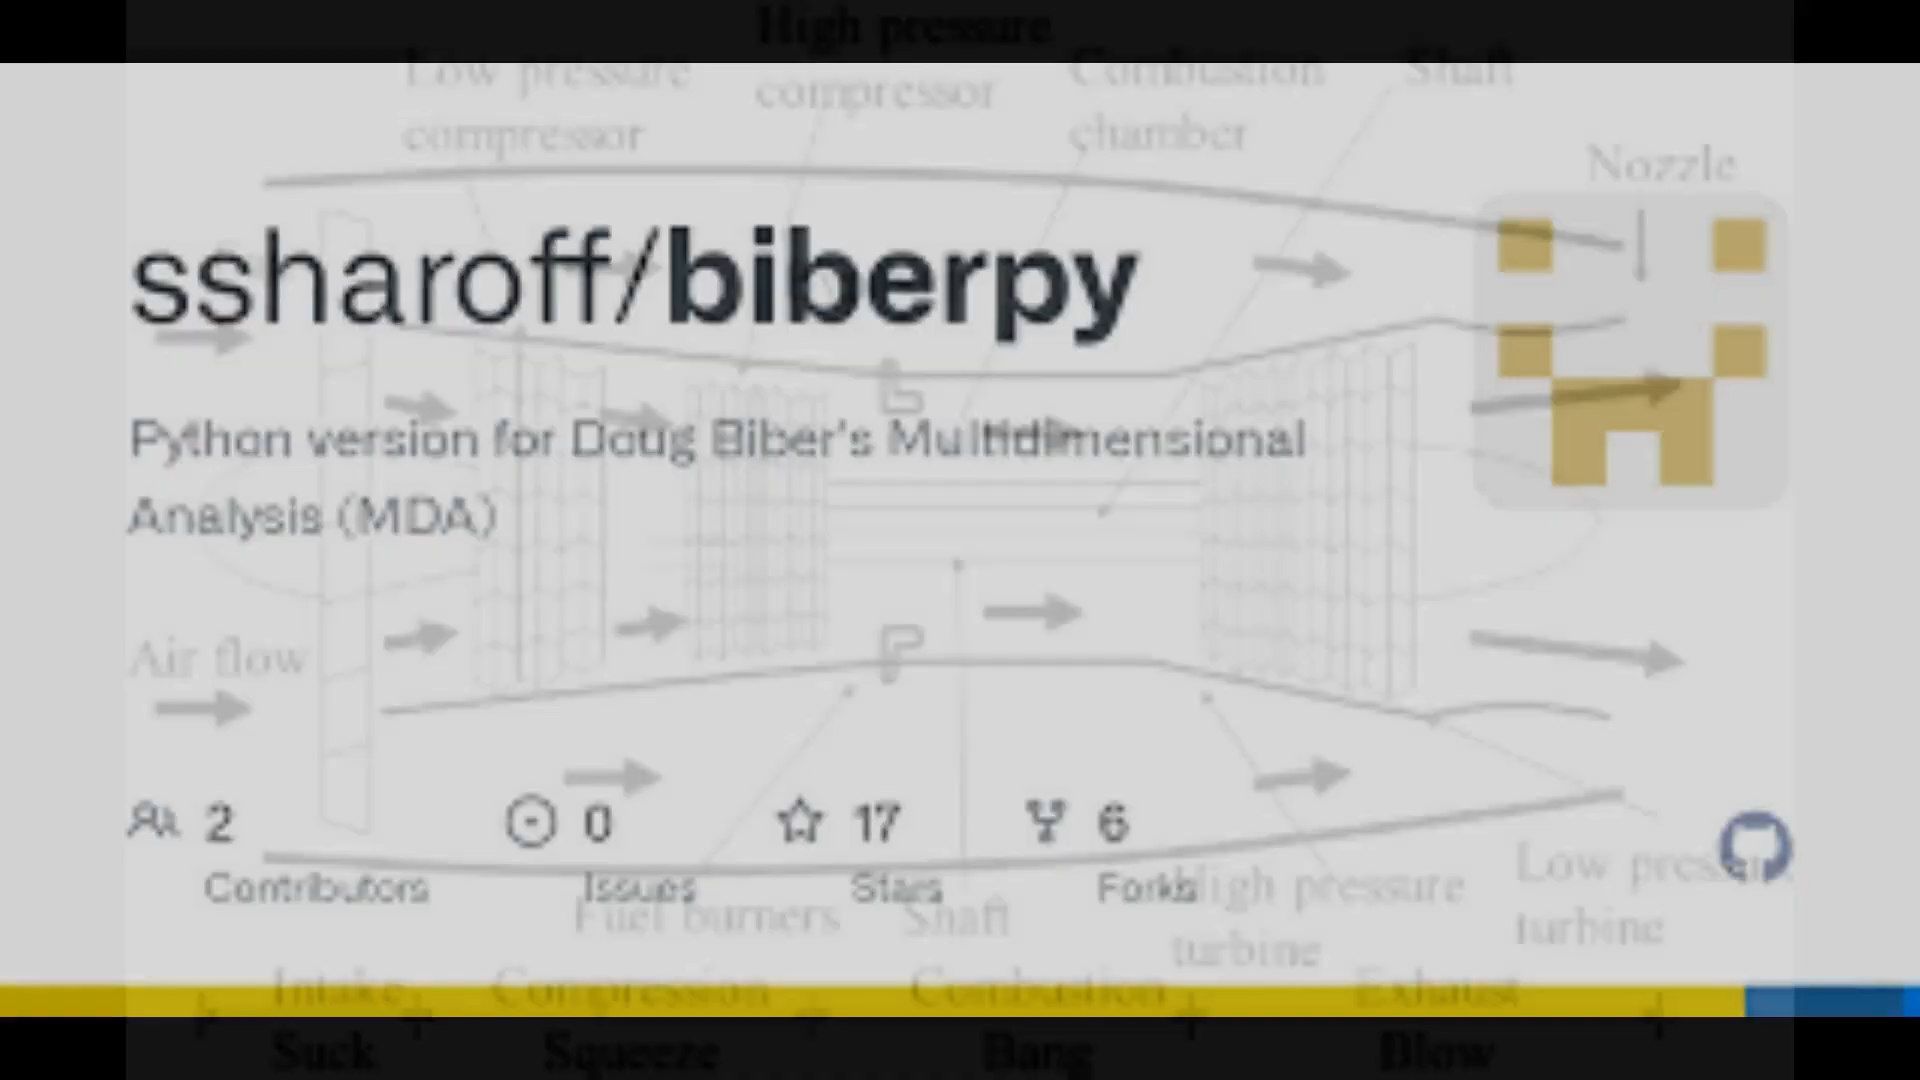 High pressure
compressor
Low pressure
compressor
Combustion
chamber
Shaft
Nozzle
ssharoff/biberpy
Python version for Doug Biber's Multidimensional
Analysis (MDA)
Air flow
2
Contributors
0
Issues
17
Stars
6
Forks
Fuel burners
Shaft
High pressure
turbine
Low pressure
turbine
Intake
Compression
Combustion
Exhaust
Suck
Squeeze
Bang
Blow